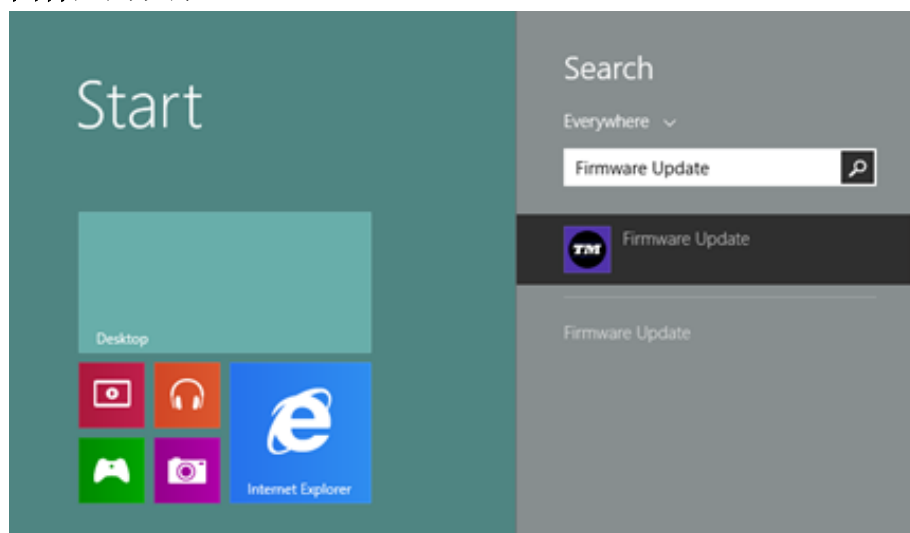 Start
Desktop
Internet Explorer
Search
Everywhere
Firmware Update
TM
Firmware Update
Firmware Update